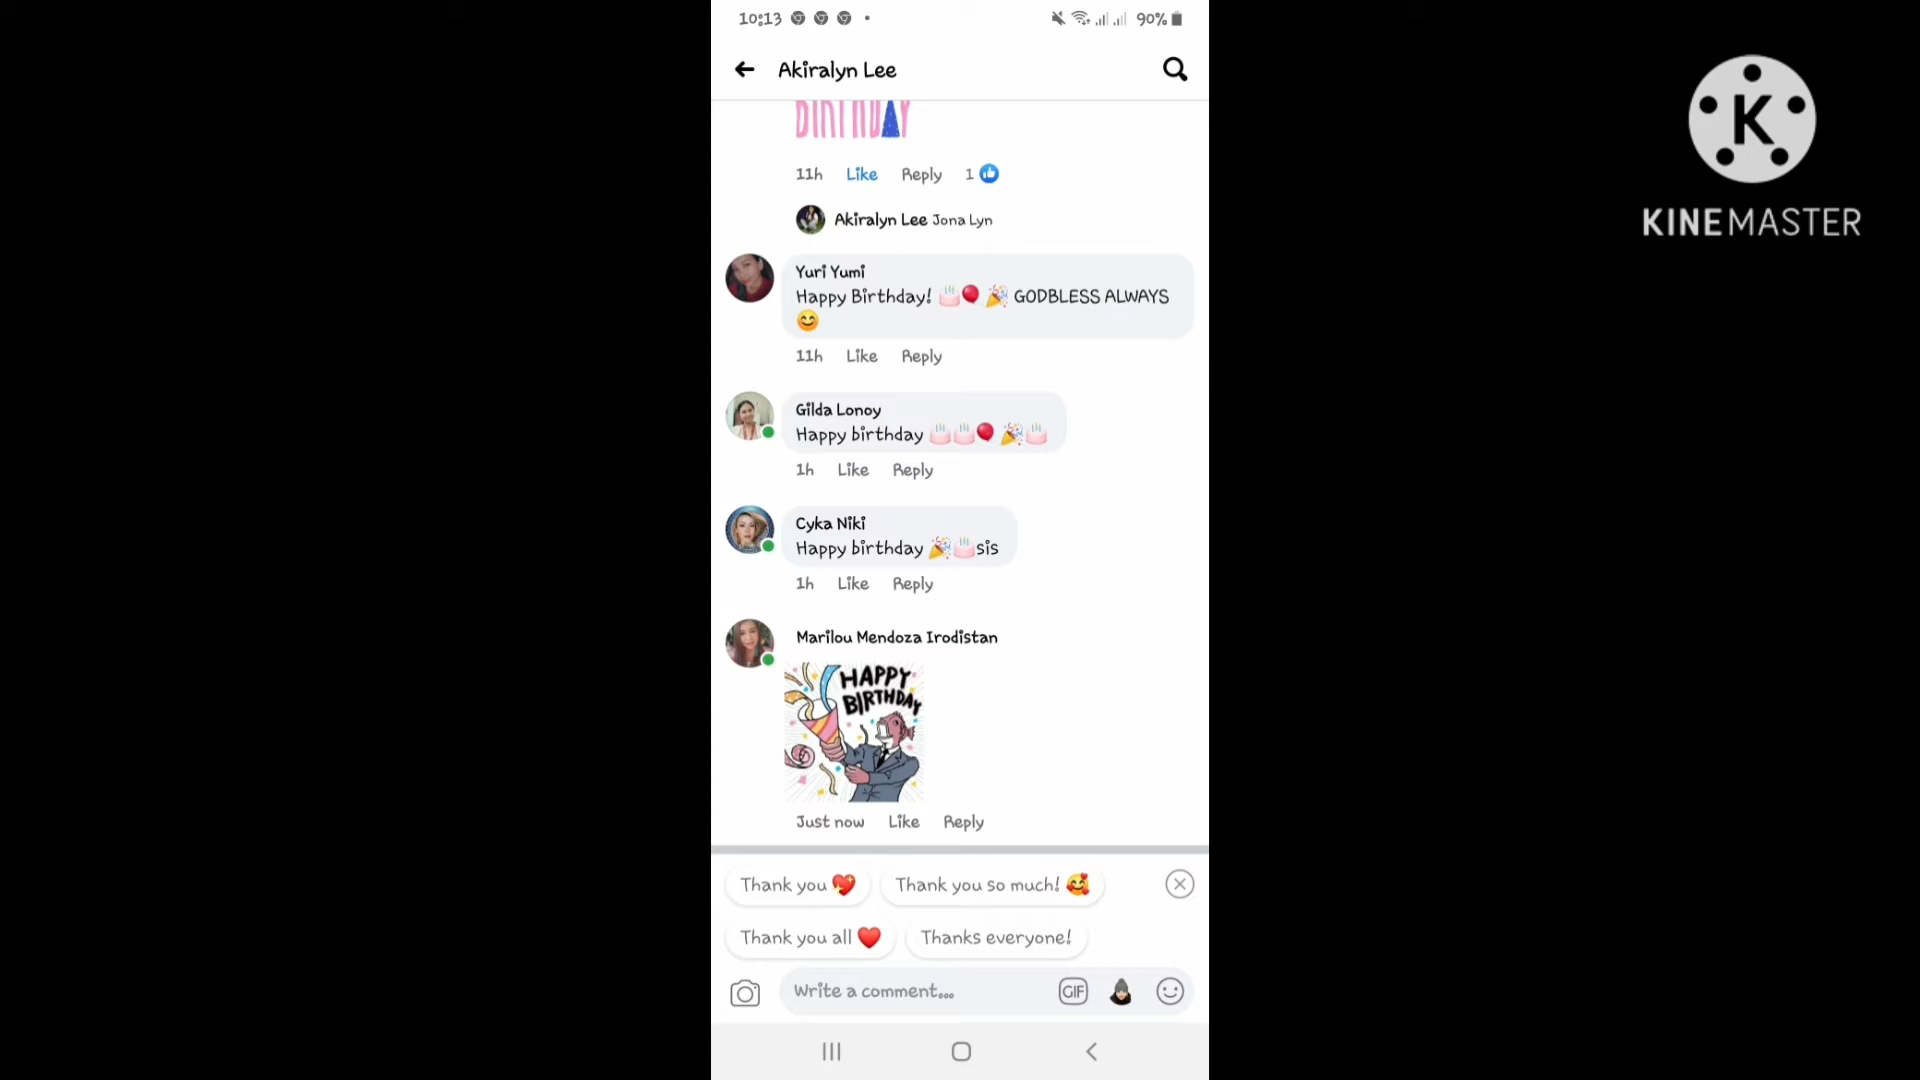 10:13
90%
Akiralyn Lee
BIRTHDAY
11h Like Reply 1
Akiralyn Lee Jona Lyn
Yuri Yumi
Happy Birthday! 🎂🎈 🎉 GODBLESS ALWAYS
😊
11h Like Reply
Gilda Lonoy
Happy birthday 🎂🎂🎈 🎉🎂
1h Like Reply
Cyka Niki
Happy birthday 🎉🎂sis
1h Like Reply
Marilou Mendoza Irodistan
HAPPY
BIRTHDAY
Just now Like Reply
Thank you 💖 Thank you so much! 🥰
Thank you all ❤️ Thanks everyone!
Write a comment... GIF
K
KINEMASTER